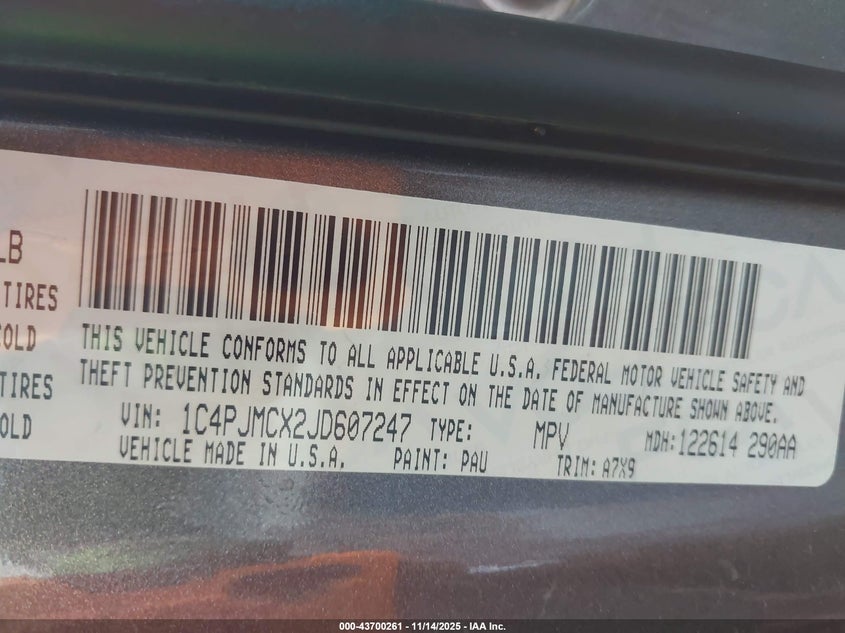 LB
TIRES
COLD
TIRES
OLD
THIS VEHICLE CONFORMS TO ALL APPLICABLE U.S.A. FEDERAL MOTOR VEHICLE SAFETY AND
THEFT PREVENTION STANDARDS IN EFFECT ON THE DATE OF MANUFACTURE SHOWN ABOVE.
VIN: 1C4PJMCX2JD607247 TYPE: MPV MDH:122614 290AA
VEHICLE MADE IN U.S.A. PAINT: PAU TRIM: A7X9
000-43700261 - 11/14/2025 - IAA Inc.